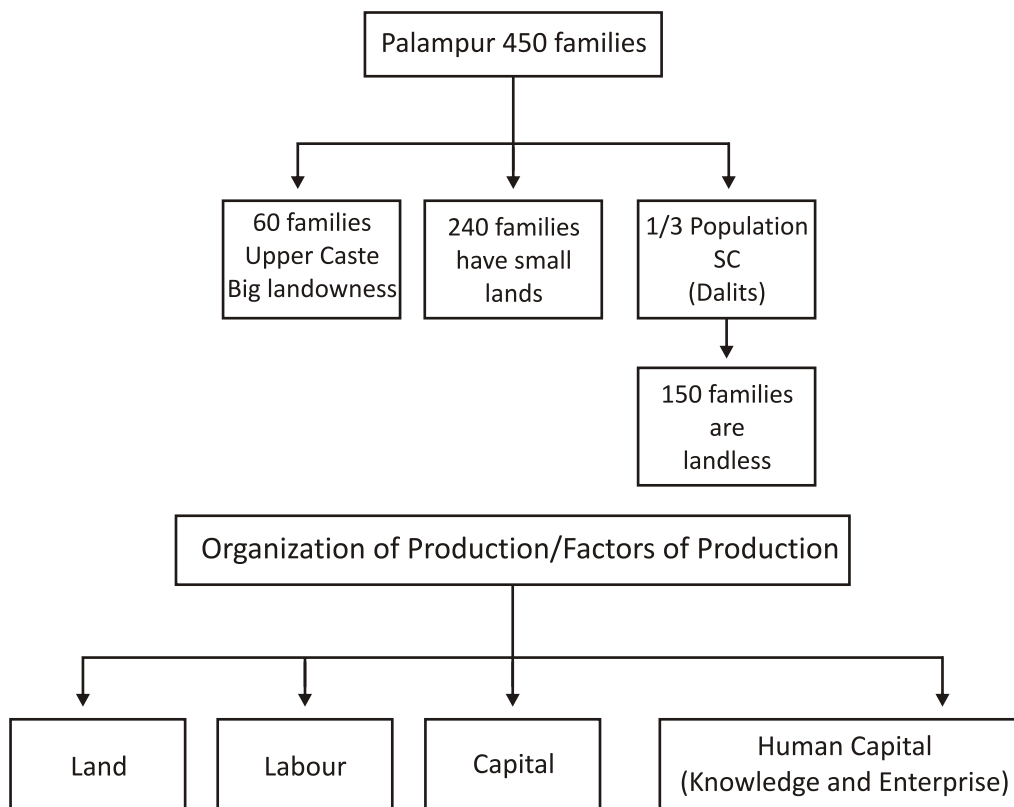 Palampur 450 families
60 families
Upper Caste
Big landowness
240 families
have small
lands
1/3 Population
SC
(Dalits)
150 families
are
landless
Organization of Production/Factors of Production
Land
Labour
Capital
Human Capital
(Knowledge and Enterprise)